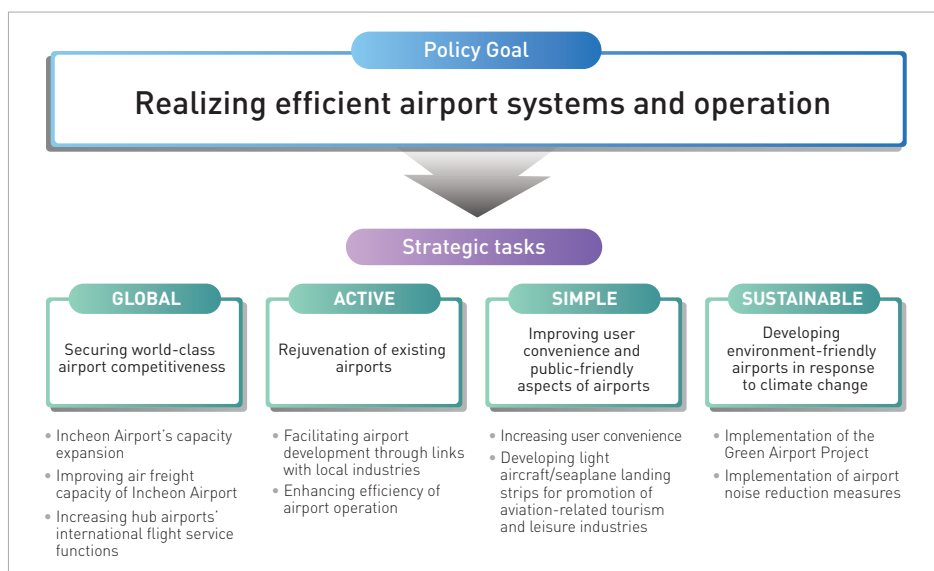 Policy Goal
Realizing efficient airport systems and operation
Strategic tasks
GLOBAL
Securing world-class
airport competitiveness
• Incheon Airport's capacity
expansion
• Improving air freight
capacity of Incheon Airport
• Increasing hub airports'
international flight service
functions
ACTIVE
Rejuvenation of existing
airports
• Facilitating airport
development through links
with local industries
• Enhancing efficiency of
airport operation
SIMPLE
Improving user
convenience and
public-friendly
aspects of airports
• Increasing user convenience
• Developing light
aircraft/seaplane landing
strips for promotion of
aviation-related tourism
and leisure industries
SUSTAINABLE
Developing
environment-friendly
airports in response
to climate change
• Implementation of the
Green Airport Project
• Implementation of airport
noise reduction measures